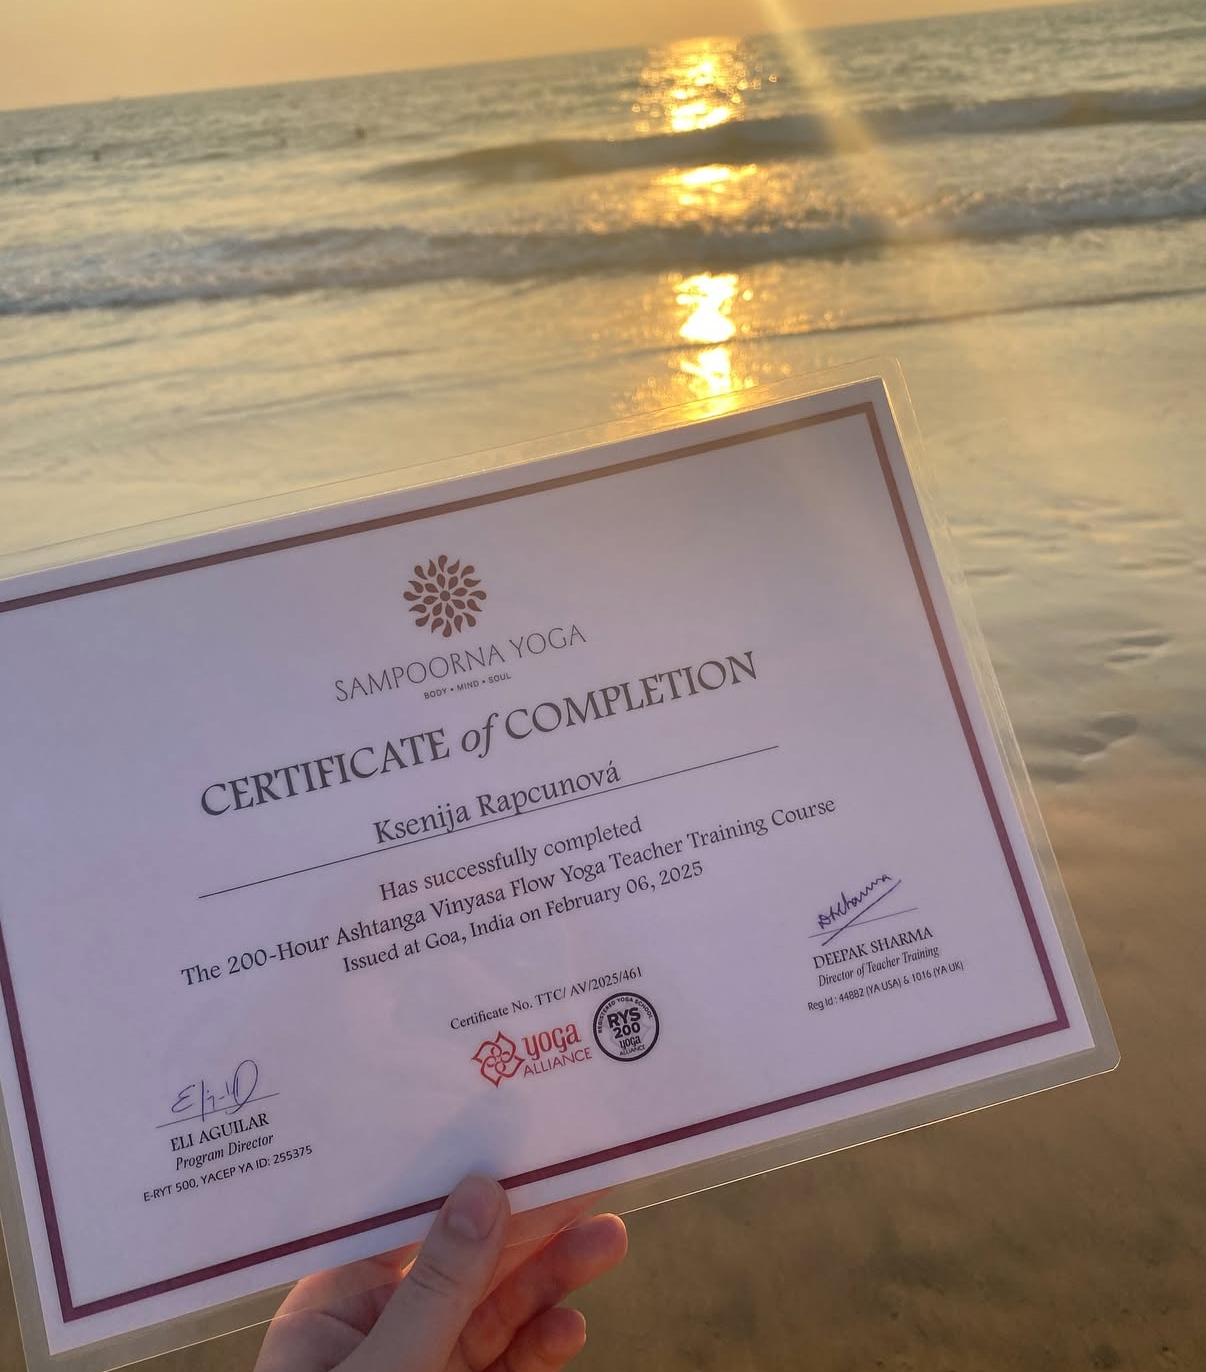 SAMPOORNA YOGA
BODY • MIND • SOUL
CERTIFICATE of COMPLETION
Ksenija Rapcunová
Has successfully completed
The 200-Hour Ashtanga Vinyasa Flow Yoga Teacher Training Course
Issued at Goa, India on February 06, 2025
Certificate No. TTC/ AV/2025/461
yoga
ALLIANCE
REGISTERED YOGA SCHOOL
RYS
200
yoga
ALLIANCE
DSharma
DEEPAK SHARMA
Director of Teacher Training
Reg Id : 44882 (YA USA) & 1016 (YA UK)
ELI AGUILAR
Program Director
E-RYT 500, YACEP YA ID: 255375